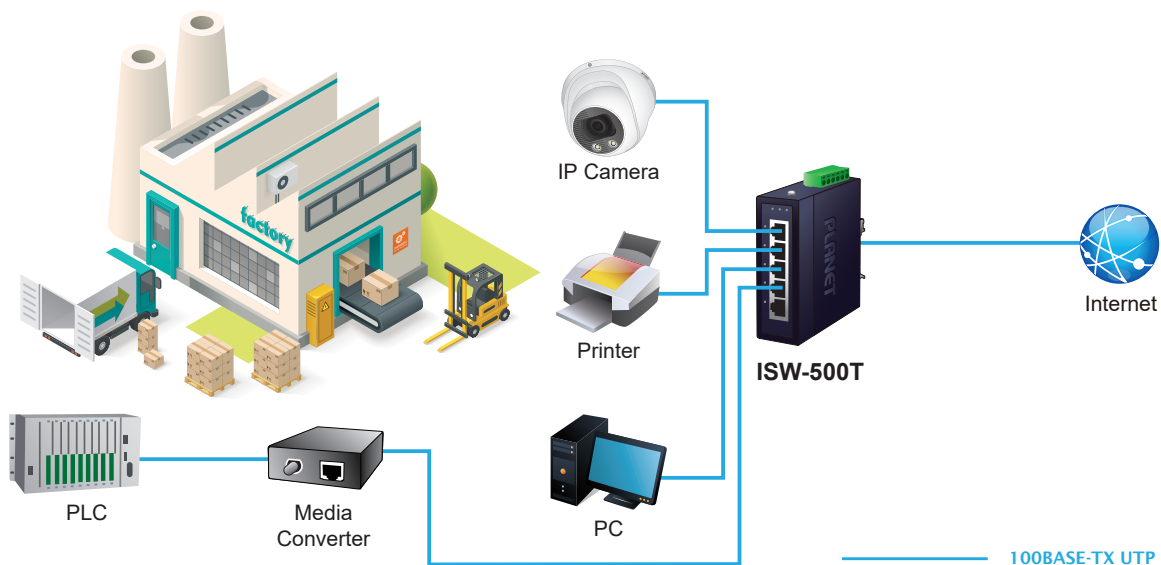 factory
IP Camera
PLANET
Internet
Printer
ISW-500T
PLC
Media
Converter
PC
100BASE-TX UTP